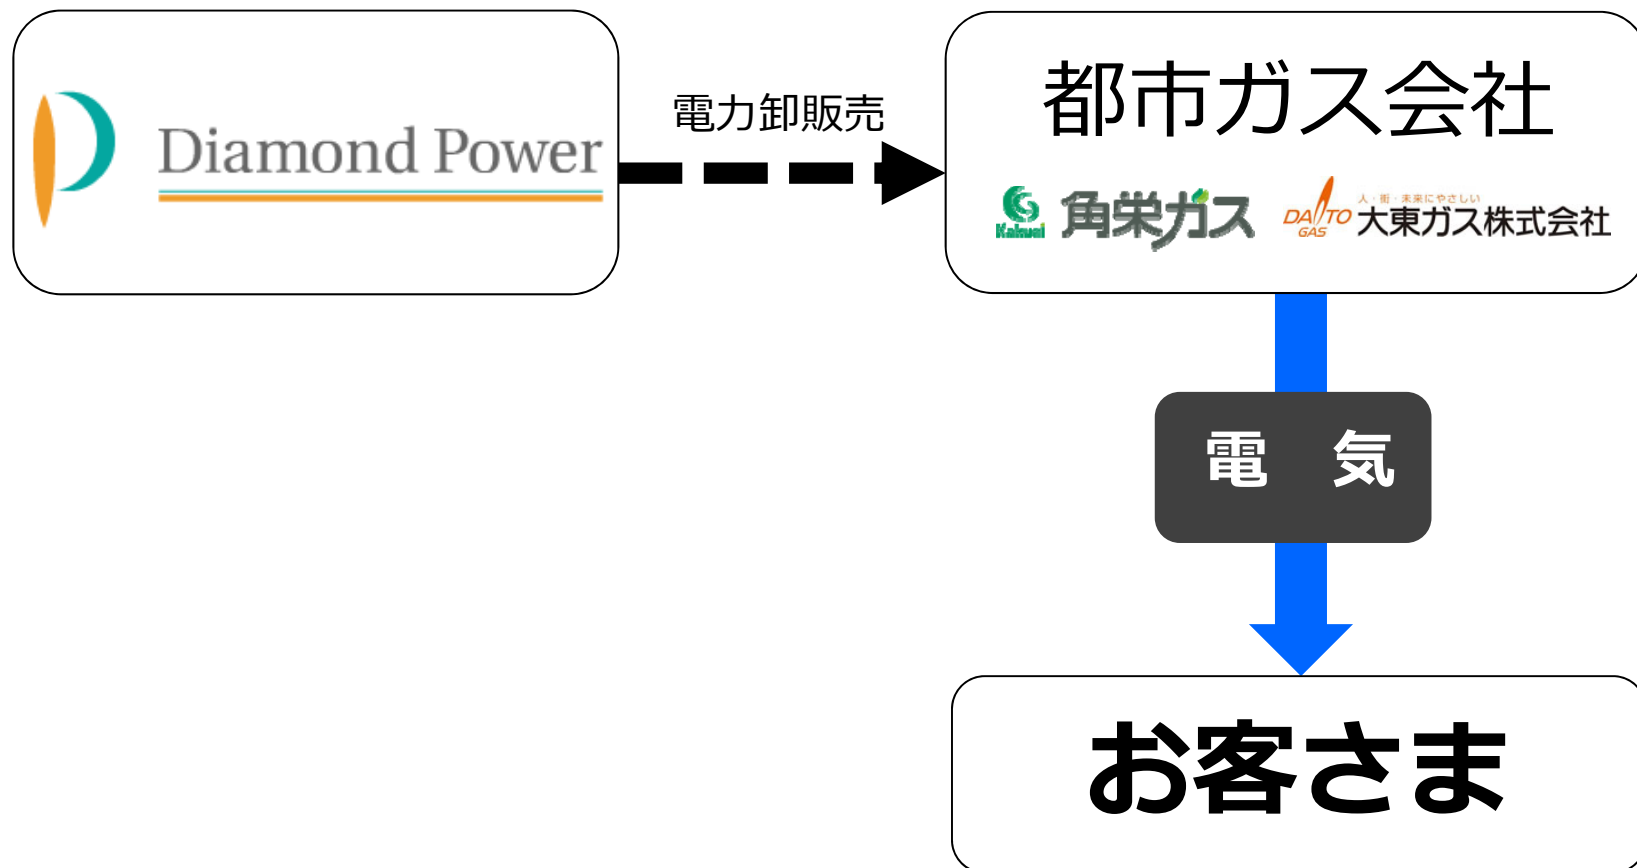 Diamond Power
電力卸販売
都市ガス会社
Kakuei 角栄ガス
DAITO GAS 人・街・未来にやさしい 大東ガス株式会社
電　気
お客さま